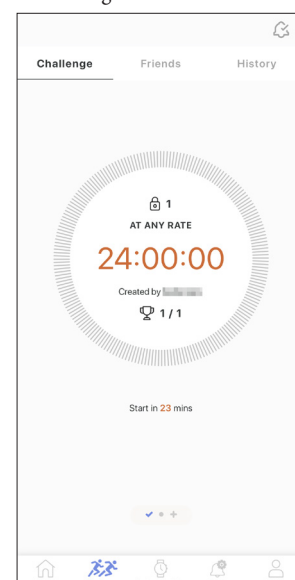 Challenge
Friends
History
1
AT ANY RATE
24:00:00
Created by
1 / 1
Start in 23 mins